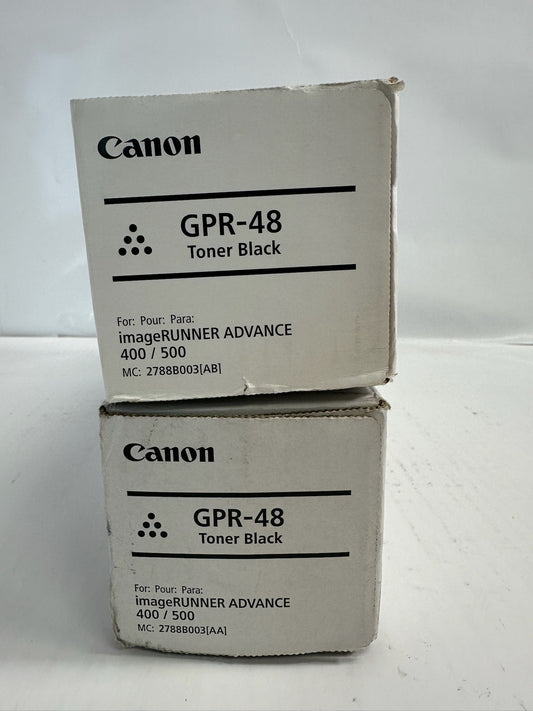 Canon
GPR-48
Toner Black
For: Pour: Para:
imageRUNNER ADVANCE
400 / 500
MC: 2788B003[AB]
Canon
GPR-48
Toner Black
For: Pour: Para:
imageRUNNER ADVANCE
400 / 500
MC: 2788B003[AA]